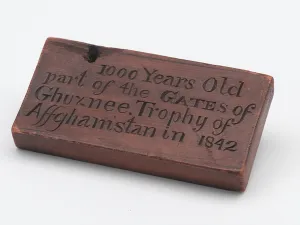 1000 Years Old
part of the GATES of
Ghuznee, Trophy of
Affghanistan in 1842